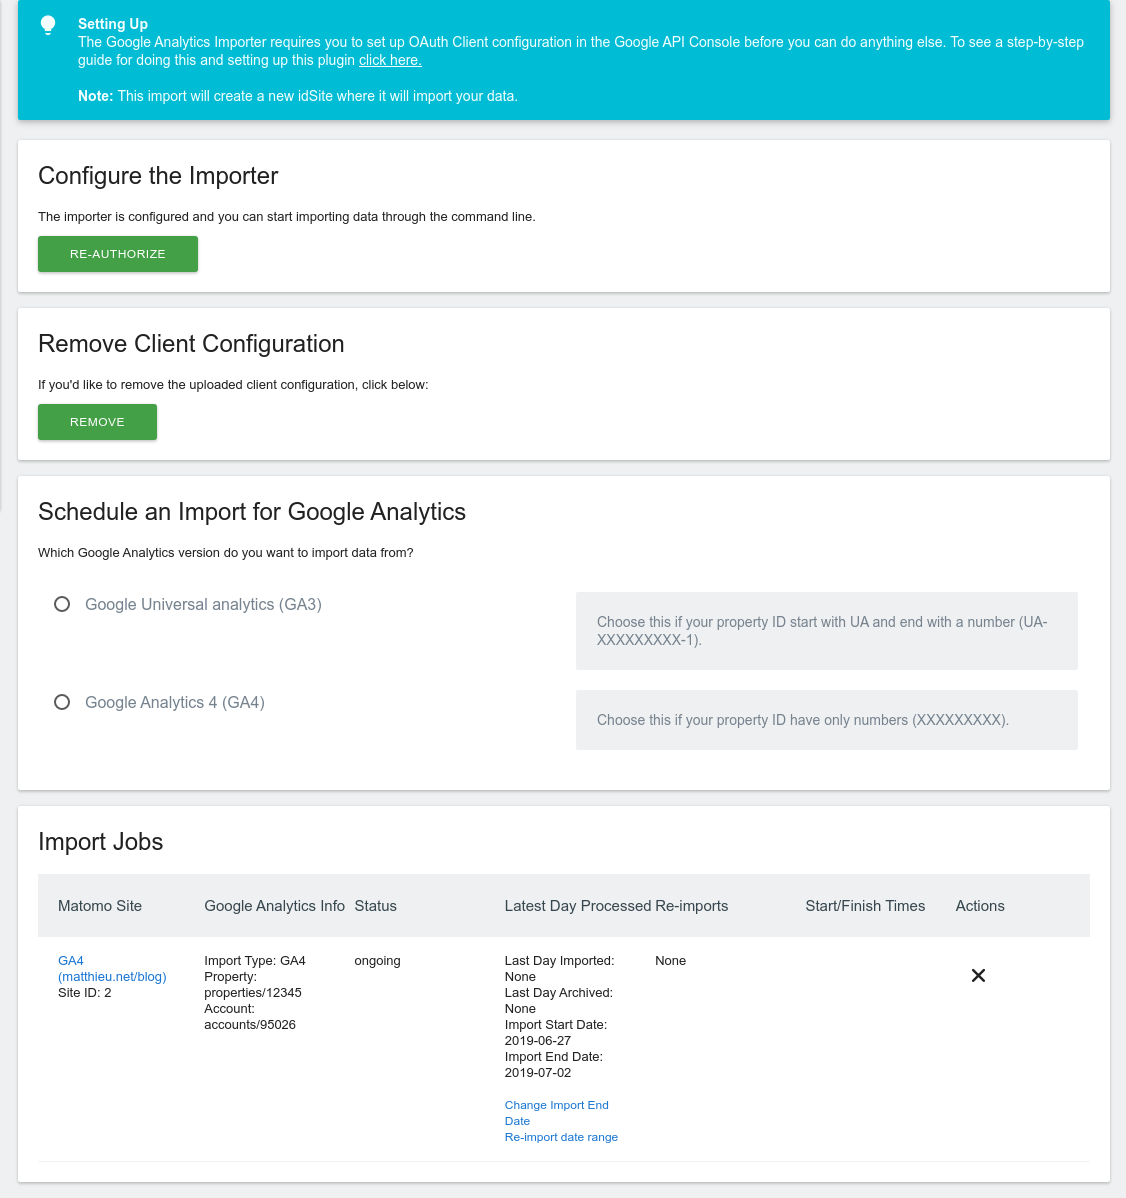 Setting Up
The Google Analytics Importer requires you to set up OAuth Client configuration in the Google API Console before you can do anything else. To see a step-by-step
guide for doing this and setting up this plugin click here.
Note: This import will create a new idSite where it will import your data.
Configure the Importer
The importer is configured and you can start importing data through the command line.
RE-AUTHORIZE
Remove Client Configuration
If you'd like to remove the uploaded client configuration, click below:
REMOVE
Schedule an Import for Google Analytics
Which Google Analytics version do you want to import data from?
Google Universal analytics (GA3)
Choose this if your property ID start with UA and end with a number (UA-
XXXXXXXXX-1).
Google Analytics 4 (GA4)
Choose this if your property ID have only numbers (XXXXXXXXX).
Import Jobs
Matomo Site Google Analytics Info Status Latest Day Processed Re-imports Start/Finish Times Actions
GA4
(matthieu.net/blog)
Site ID: 2
Import Type: GA4
Property:
properties/12345
Account:
accounts/95026
ongoing
Last Day Imported:
None
Last Day Archived:
None
Import Start Date:
2019-06-27
Import End Date:
2019-07-02
Change Import End
Date
Re-import date range
None